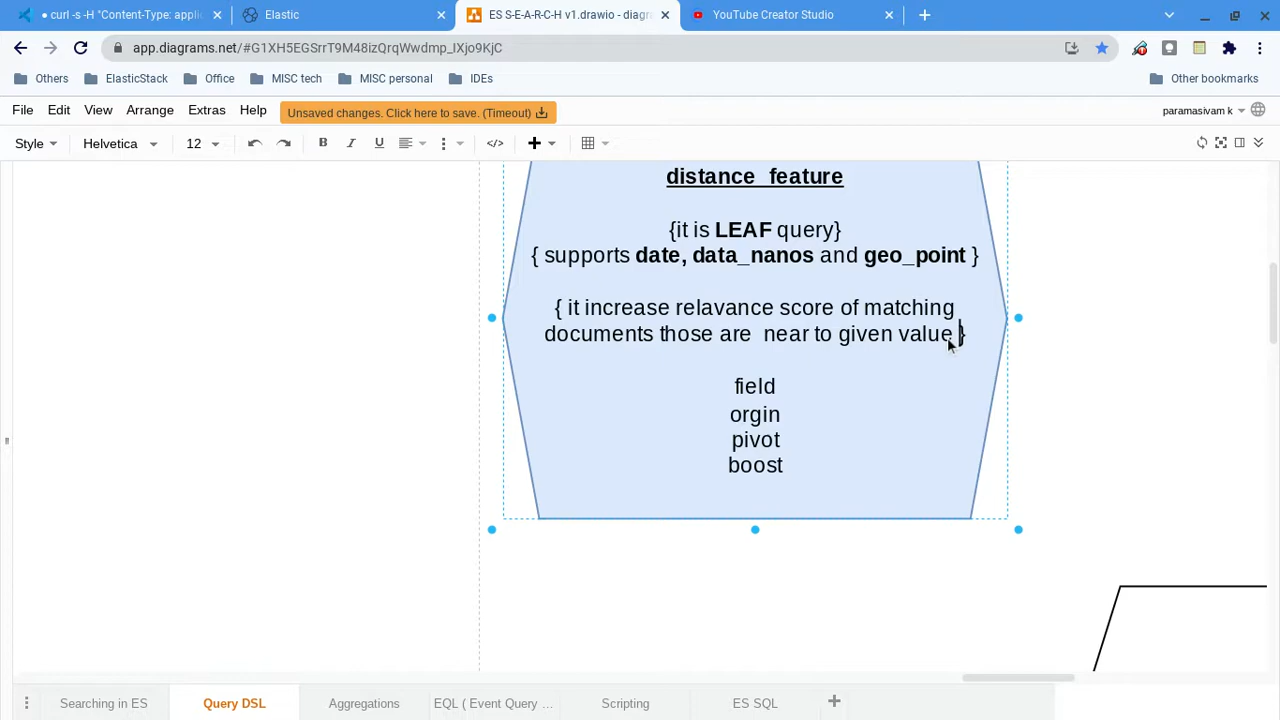 ● curl -s -H "Content-Type: applic
Elastic
ES S-E-A-R-C-H v1.drawio - diagra
YouTube Creator Studio
app.diagrams.net/#G1XH5EGSrrT9M48izQrqWwdmp_IXjo9KjC
Others
ElasticStack
Office
MISC tech
MISC personal
IDEs
Other bookmarks
File Edit View Arrange Extras Help
Unsaved changes. Click here to save. (Timeout)
paramasivam k
Style
Helvetica
12
B I U
distance_feature
{it is LEAF query}
{ supports date, data_nanos and geo_point }
{ it increase relavance score of matching
documents those are near to given value }
field
orgin
pivot
boost
Searching in ES
Query DSL
Aggregations
EQL ( Event Query ...
Scripting
ES SQL